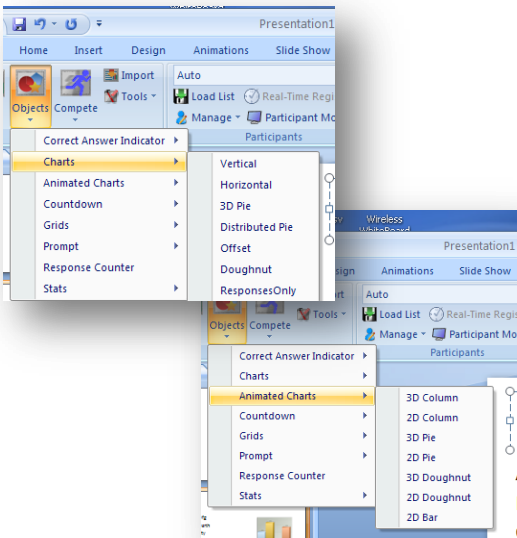 Presentation1
Home Insert Design Animations Slide Show
Import
Auto
Objects Compete
Tools
Load List Real-Time Regi
Manage Participant Mo
Participants
Correct Answer Indicator
Charts
Animated Charts
Countdown
Grids
Prompt
Response Counter
Stats
Vertical
Horizontal
3D Pie
Distributed Pie
Offset
Doughnut
ResponsesOnly
Wireless
WhiteBoard
Presentation1
sign Animations Slide Show
Auto
Objects Compete
Tools
Load List Real-Time Regis
Manage Participant Mo
Participants
Correct Answer Indicator
Charts
Animated Charts
Countdown
Grids
Prompt
Response Counter
Stats
3D Column
2D Column
3D Pie
2D Pie
3D Doughnut
2D Doughnut
2D Bar